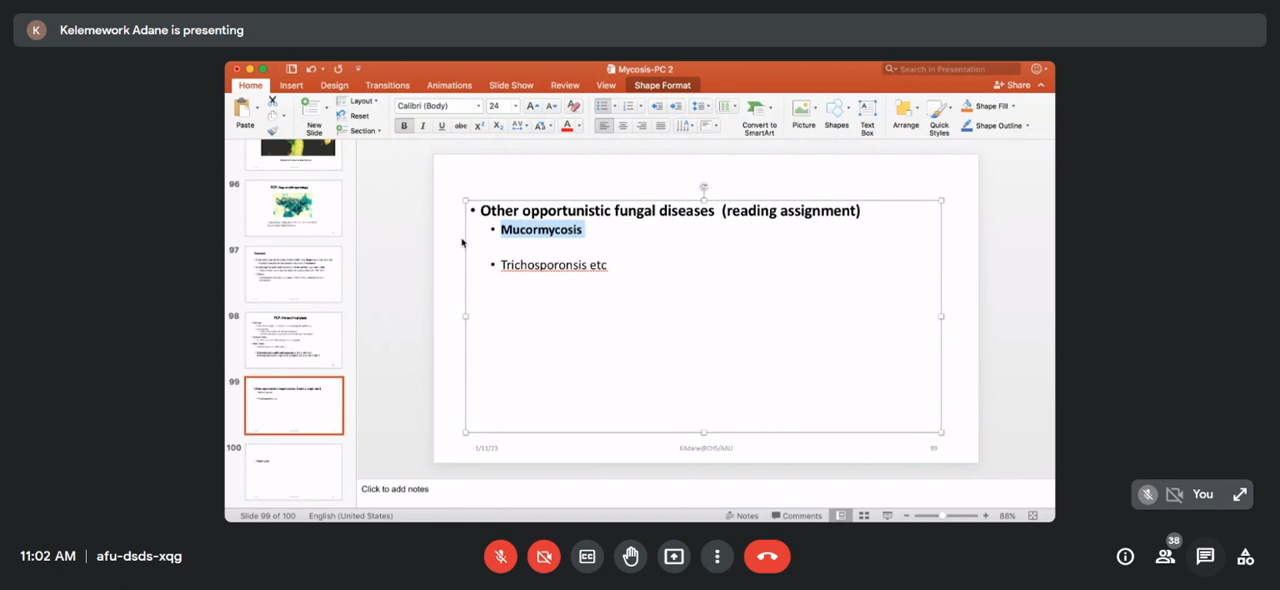 K Kelemework Adane is presenting
Mycosis-PC 2
Search in Presentation
Home Insert Design Transitions Animations Slide Show Review View Shape Format Share
Paste
New Slide
Layout
Reset
Section
Calibri (Body) 24
B I U abc X² X₂ AV A
Convert to SmartArt
Picture
Shapes
Text Box
Arrange
Quick Styles
Shape Fill
Shape Outline
96
97
98
99
100
• Other opportunistic fungal diseases (reading assignment)
• Mucormycosis
• Trichosporonsis etc
1/11/23 KAdane@CHS/AAU 99
Click to add notes
Slide 99 of 100 English (United States) Notes Comments 88%
You
11:02 AM | afu-dsds-xqg
38